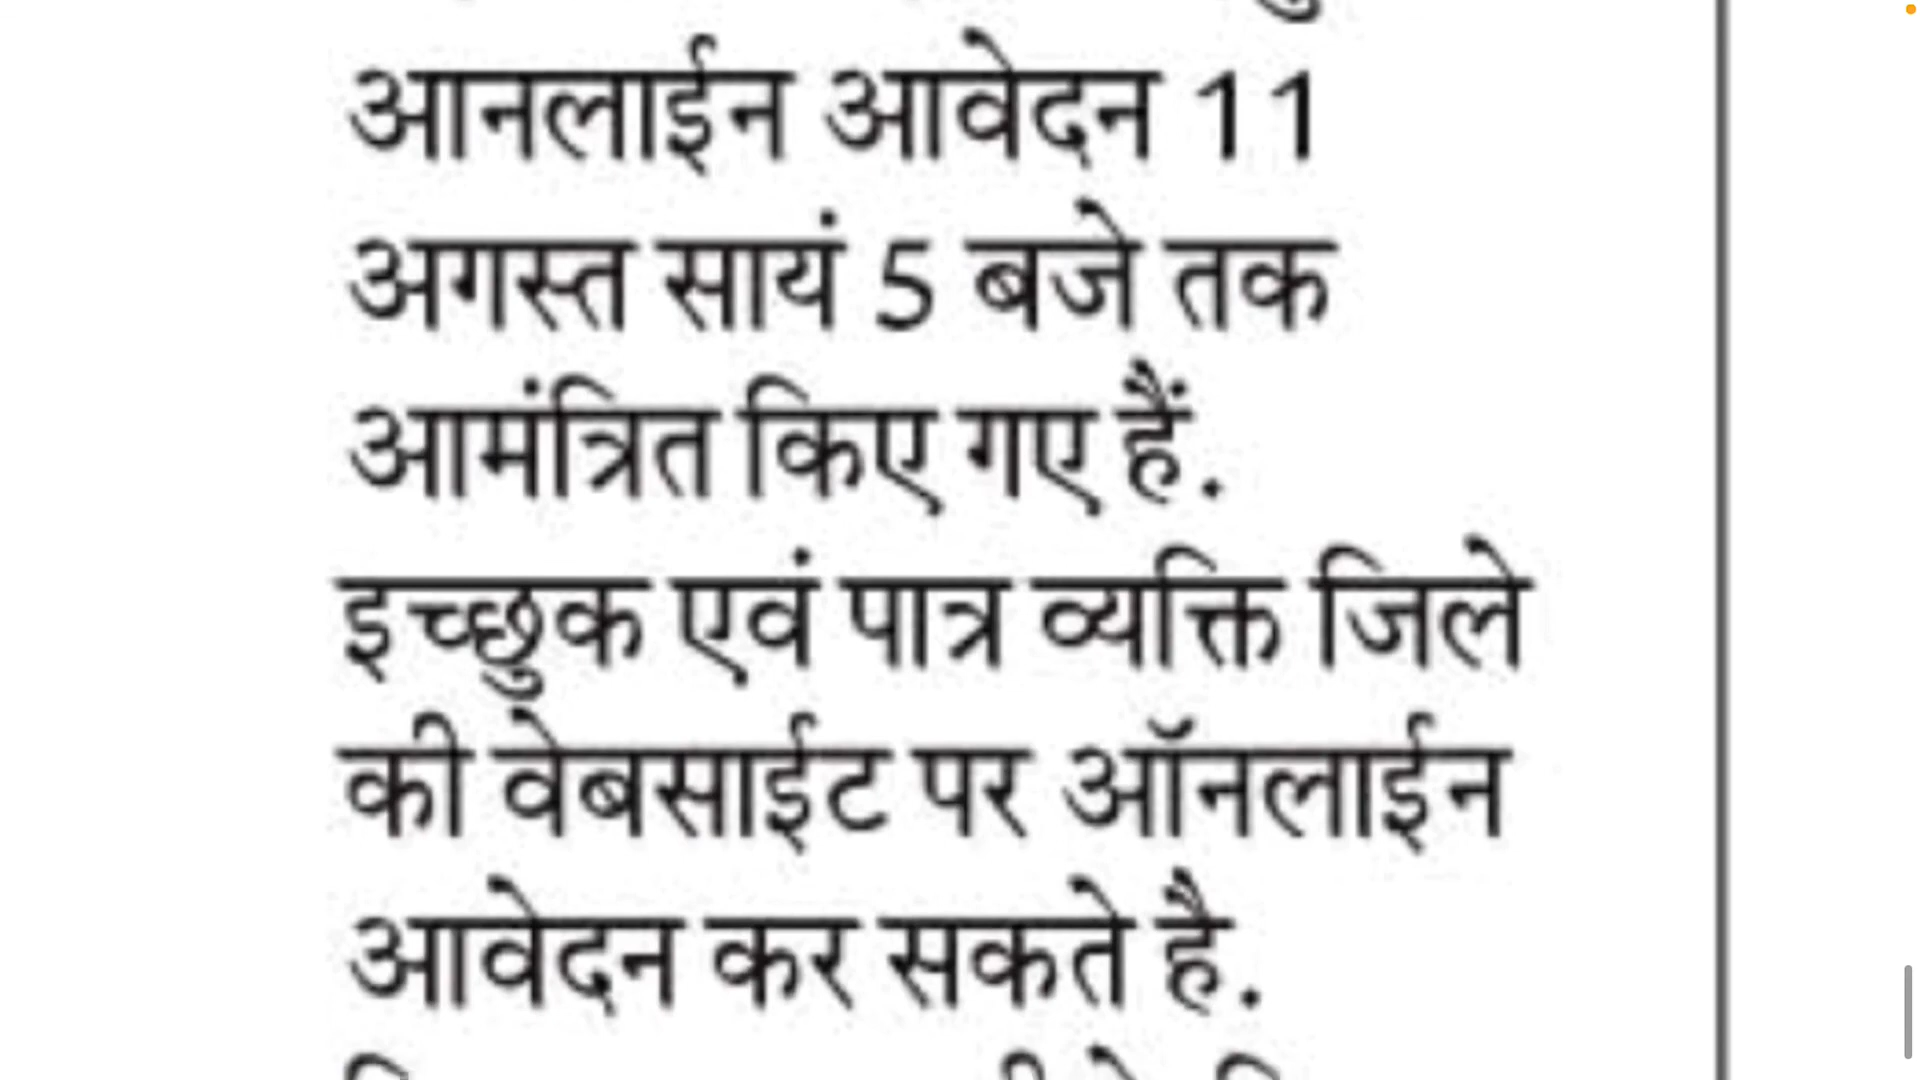 आनलाईन आवेदन 11
अगस्त सायं 5 बजे तक
आमंत्रित किए गए हैं.
इच्छुक एवं पात्र व्यक्ति जिले
की वेबसाईट पर ऑनलाईन
आवेदन कर सकते है.